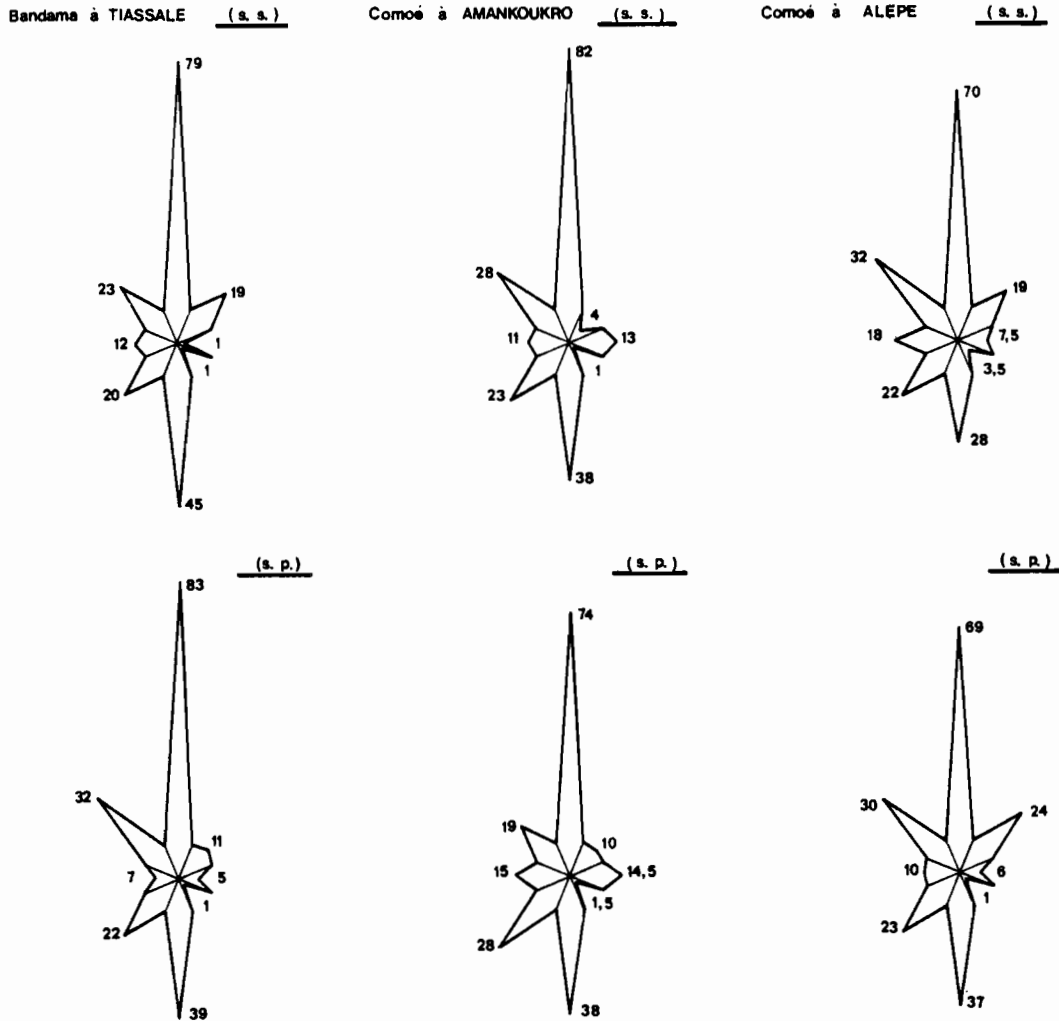 Bandama à TIASSALE (s. s.) Comoé à AMANKOUKRO (s. s.) Comoé à ALEPE (s. s.)
79 82 70
23 19 28 4 32 19
12 1 11 13 18 7,5
1 1 3,5
20 23 22
45 38 28
(s. p.) (s. p.) (s. p.)
83 74 69
32 11 19 10 30 24
7 5 15 14,5 10 6
1 1,5 1
22 28 23
39 38 37